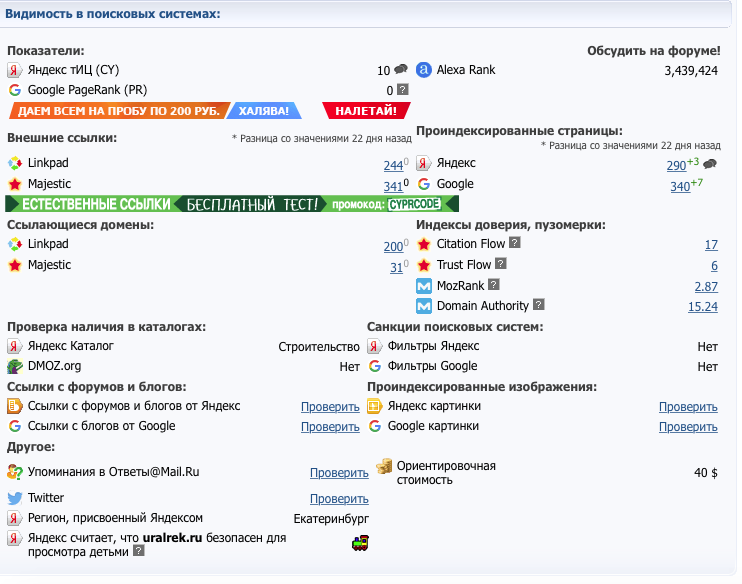 Видимость в поисковых системах:
Показатели:
Обсудить на форуме!
Яндекс тИЦ (CY) 10
Alexa Rank 3,439,424
Google PageRank (PR) 0 ?
ДАЕМ ВСЕМ НА ПРОБУ ПО 200 РУБ. ХАЛЯВА! НАЛЕТАЙ!
Внешние ссылки: * Разница со значениями 22 дня назад
Linkpad 244 0
Majestic 341 0
Проиндексированные страницы:
* Разница со значениями 22 дня назад
Яндекс 290 +3
Google 340 +7
ЕСТЕСТВЕННЫЕ ССЫЛКИ БЕСПЛАТНЫЙ ТЕСТ! промокод: CYPRCODE
Ссылающиеся домены:
Linkpad 200 0
Majestic 31 0
Индексы доверия, пузомерки:
Citation Flow ? 17
Trust Flow ? 6
MozRank ? 2.87
Domain Authority ? 15.24
Проверка наличия в каталогах:
Яндекс Каталог Строительство
DMOZ.org Нет
Санкции поисковых систем:
Фильтры Яндекс Нет
Фильтры Google Нет
Ссылки с форумов и блогов:
Ссылки с форумов и блогов от Яндекс Проверить
Ссылки с блогов от Google Проверить
Проиндексированные изображения:
Яндекс картинки Проверить
Google картинки Проверить
Другое:
Упоминания в Ответы@Mail.Ru Проверить
Ориентировочная
стоимость 40 $
Twitter Проверить
Регион, присвоенный Яндексом Екатеринбург
Яндекс считает, что uralrek.ru безопасен для
просмотра детьми ?